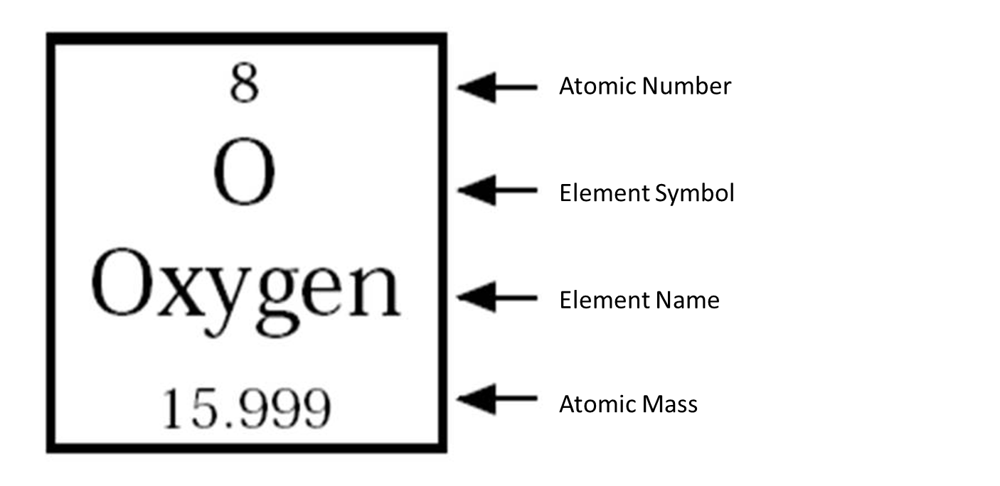 8
Atomic Number
O
Element Symbol
Oxygen
Element Name
15.999
Atomic Mass